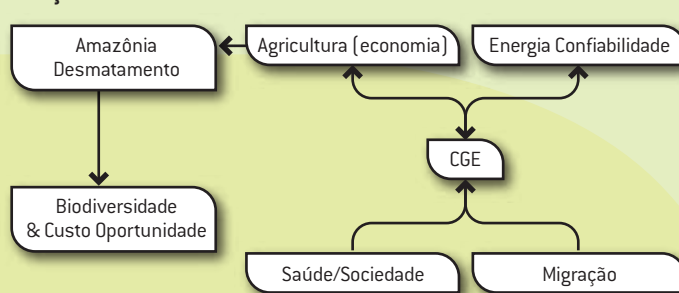 Amazônia
Desmatamento
Agricultura (economia)
Energia Confiabilidade
CGE
Biodiversidade
& Custo Oportunidade
Saúde/Sociedade
Migração